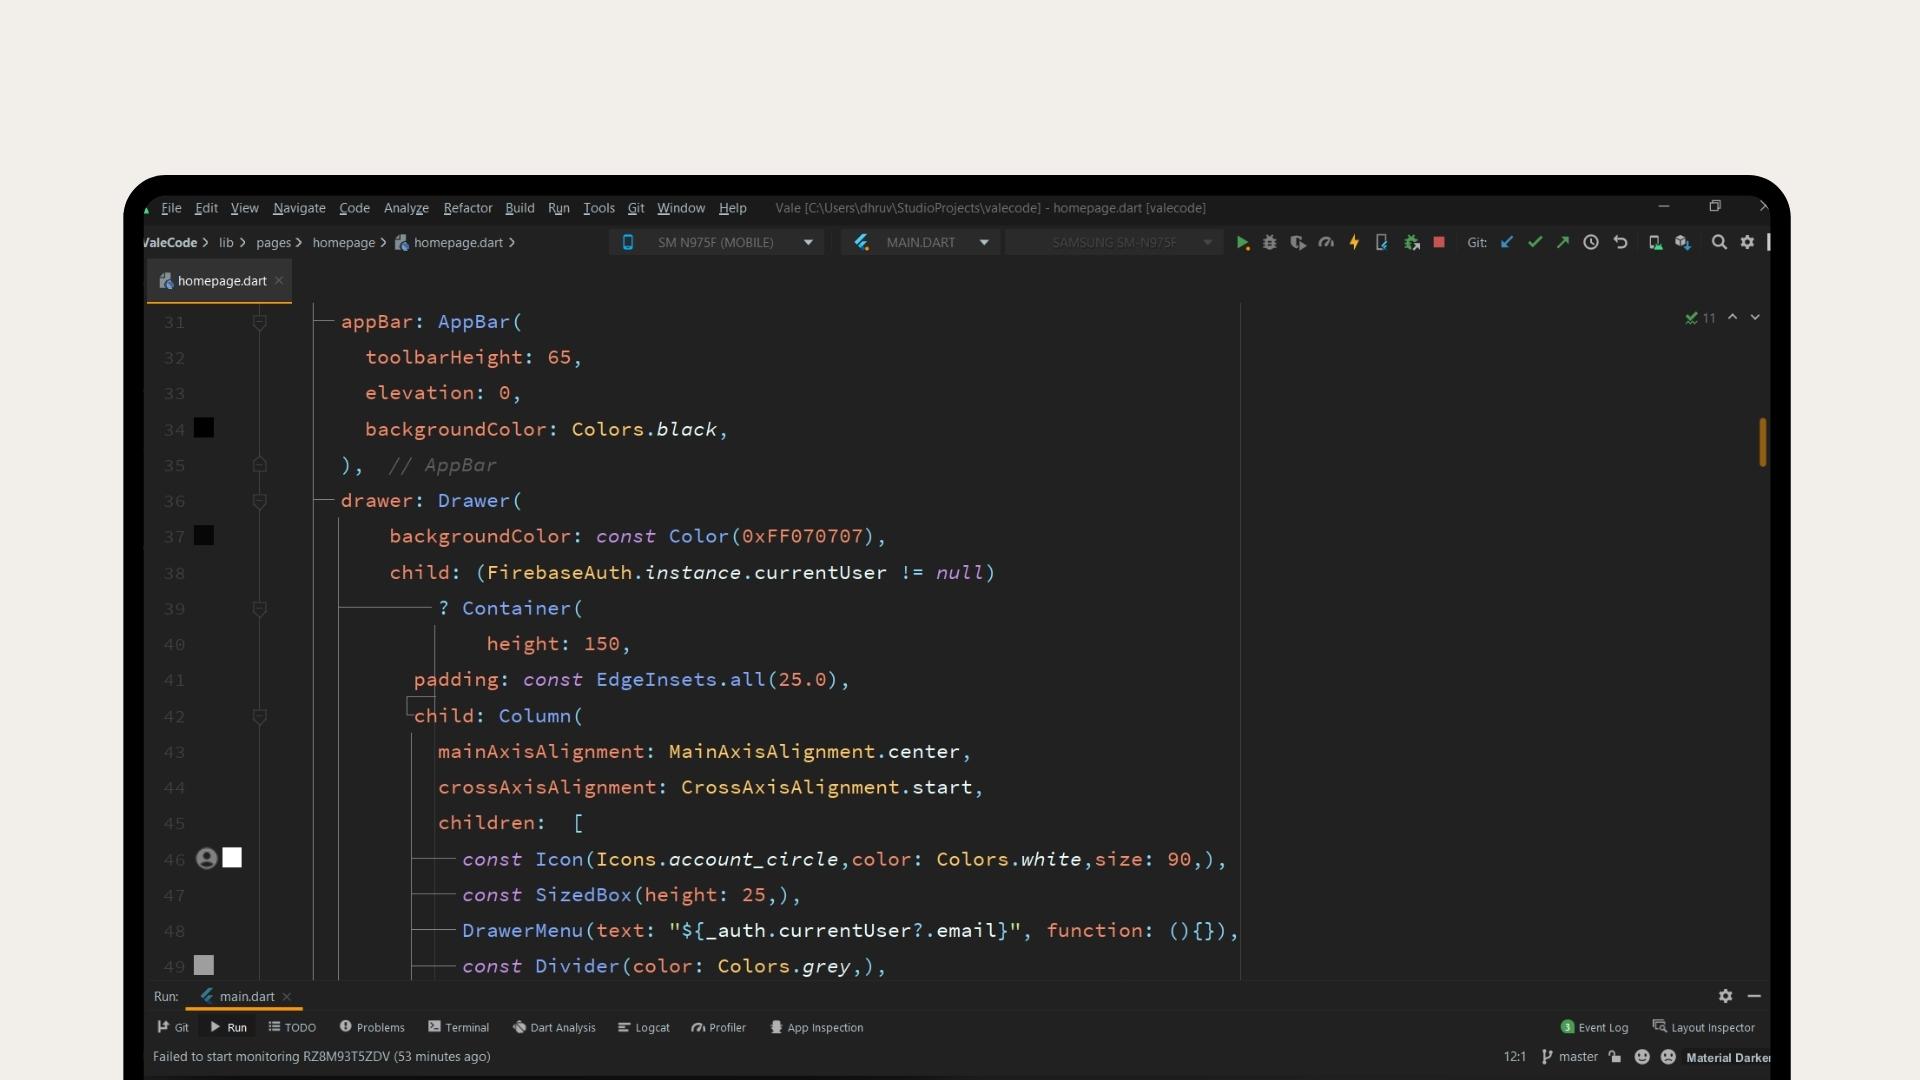 File Edit View Navigate Code Analyze Refactor Build Run Tools Git Window Help Vale [C:\Users\dhruv\StudioProjects\valecode] - homepage.dart [valecode]
ValeCode lib pages homepage homepage.dart SM N975F (MOBILE) MAIN.DART SAMSUNG SM-N975F Git:
homepage.dart
11
31 appBar: AppBar(
32 toolbarHeight: 65,
33 elevation: 0,
34 backgroundColor: Colors.black,
35 ), // AppBar
36 drawer: Drawer(
37 backgroundColor: const Color(0xFF070707),
38 child: (FirebaseAuth.instance.currentUser != null)
39 ? Container(
40 height: 150,
41 padding: const EdgeInsets.all(25.0),
42 child: Column(
43 mainAxisAlignment: MainAxisAlignment.center,
44 crossAxisAlignment: CrossAxisAlignment.start,
45 children: [
46 const Icon(Icons.account_circle,color: Colors.white,size: 90,),
47 const SizedBox(height: 25,),
48 DrawerMenu(text: "${_auth.currentUser?.email}", function: (){}),
49 const Divider(color: Colors.grey,),
Run: main.dart
Git Run TODO Problems Terminal Dart Analysis Logcat Profiler App Inspection 3 Event Log Layout Inspector
Failed to start monitoring RZ8M93T5ZDV (53 minutes ago) 12:1 master Material Darker